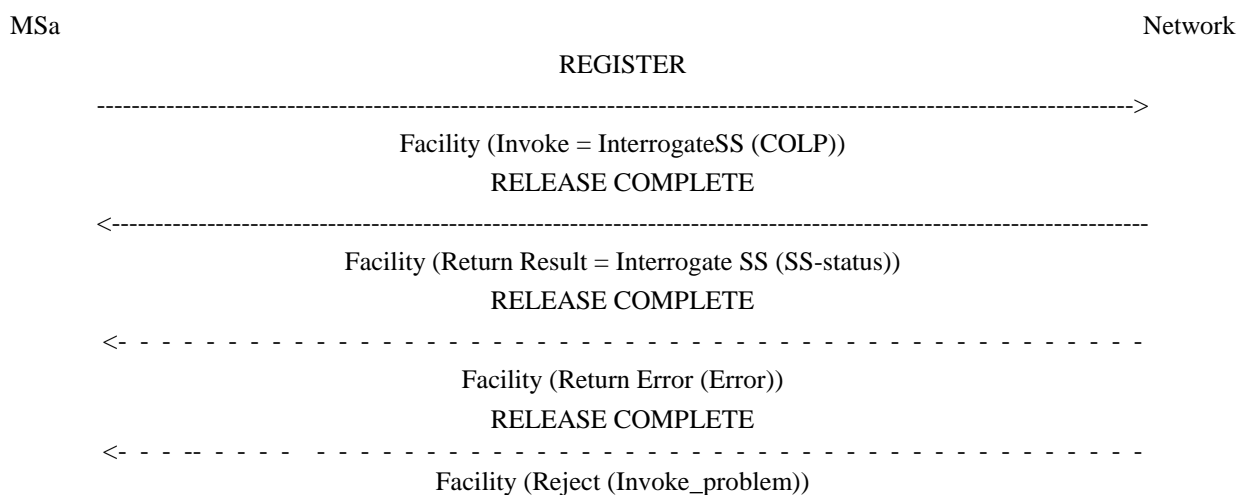 MSa Network
REGISTER
------------------------------------------------------------------------------------------------------------------------>
Facility (Invoke = InterrogateSS (COLP))
RELEASE COMPLETE
<------------------------------------------------------------------------------------------------------------------------
Facility (Return Result = Interrogate SS (SS-status))
RELEASE COMPLETE
<- - - - - - - - - - - - - - - - - - - - - - - - - - - - - - - - - - - - - - - - - - - - - - -
Facility (Return Error (Error))
RELEASE COMPLETE
<- - - -- - - - - - - - - - - - - - - - - - - - - - - - - - - - - - - - - - - - - - - - - - -
Facility (Reject (Invoke_problem))